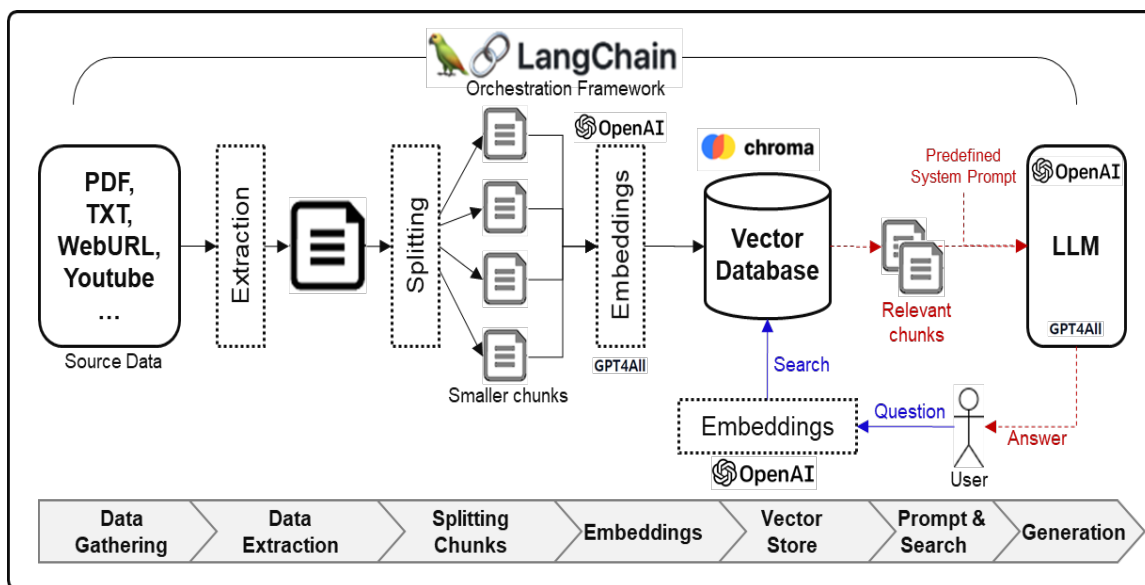 LangChain
Orchestration Framework
OpenAI
chroma
Predefined
System Prompt
OpenAI
PDF,
TXT,
WebURL,
Youtube
...
Extraction
Splitting
Embeddings
Vector
Database
LLM
Relevant
chunks
GPT4All
GPT4All
Source Data
Smaller chunks
Search
Embeddings
Question
Answer
OpenAI
User
Data
Gathering
Data
Extraction
Splitting
Chunks
Embeddings
Vector
Store
Prompt &
Search
Generation